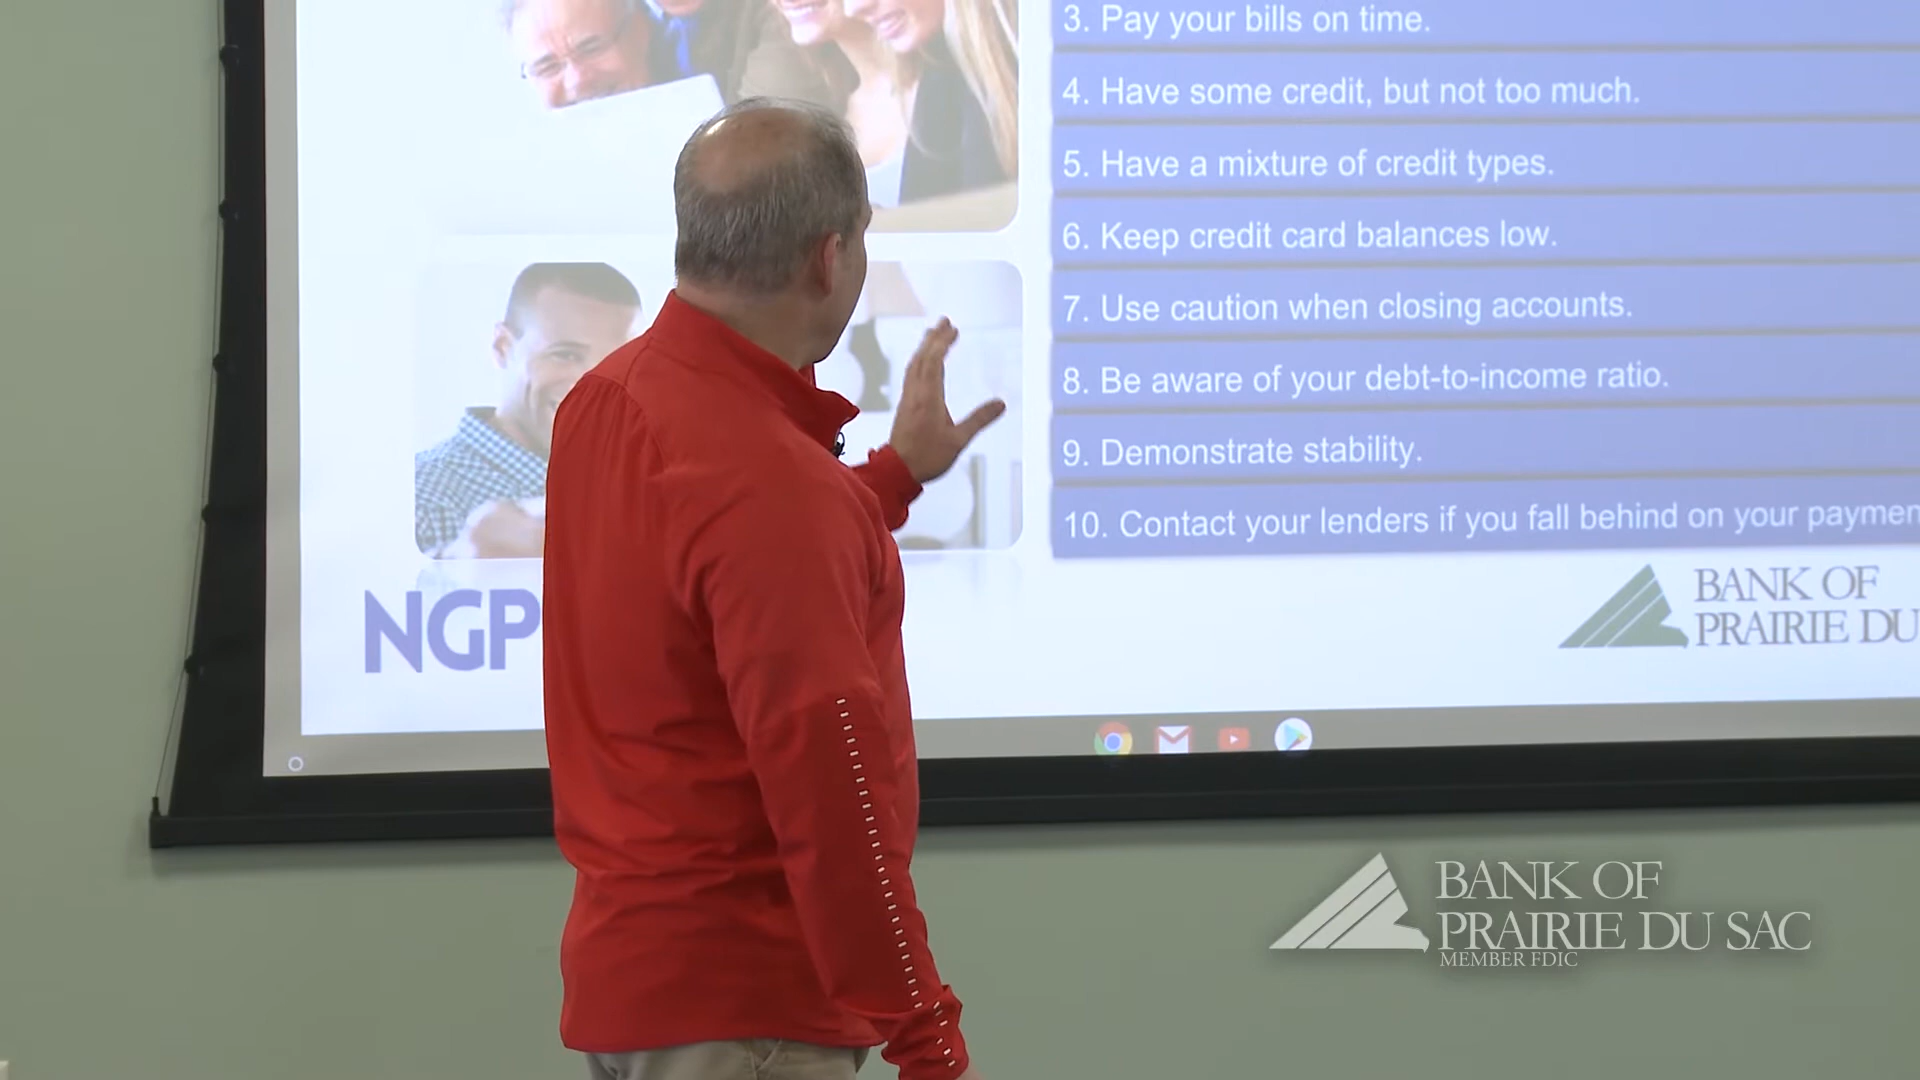 3. Pay your bills on time.
4. Have some credit, but not too much.
5. Have a mixture of credit types.
6. Keep credit card balances low.
7. Use caution when closing accounts.
8. Be aware of your debt-to-income ratio.
9. Demonstrate stability.
10. Contact your lenders if you fall behind on your paymen
NGP
BANK OF
PRAIRIE DU
BANK OF
PRAIRIE DU SAC
MEMBER FDIC